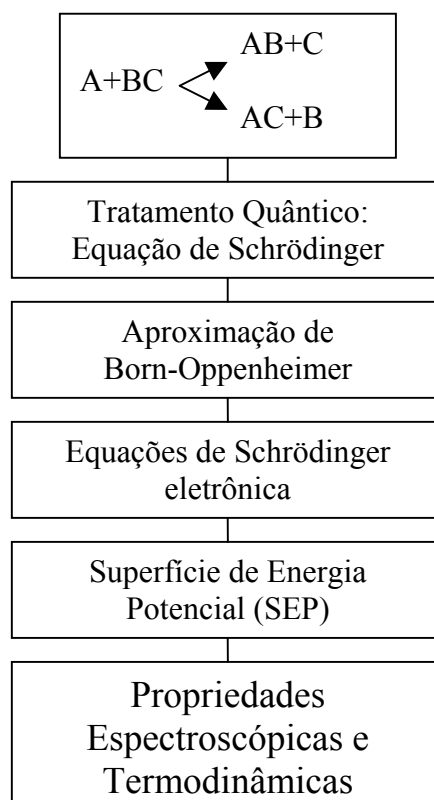 AB+C
A+BC
AC+B
Tratamento Quântico:
Equação de Schrödinger
Aproximação de
Born-Oppenheimer
Equações de Schrödinger
eletrônica
Superfície de Energia
Potencial (SEP)
Propriedades
Espectroscópicas e
Termodinâmicas